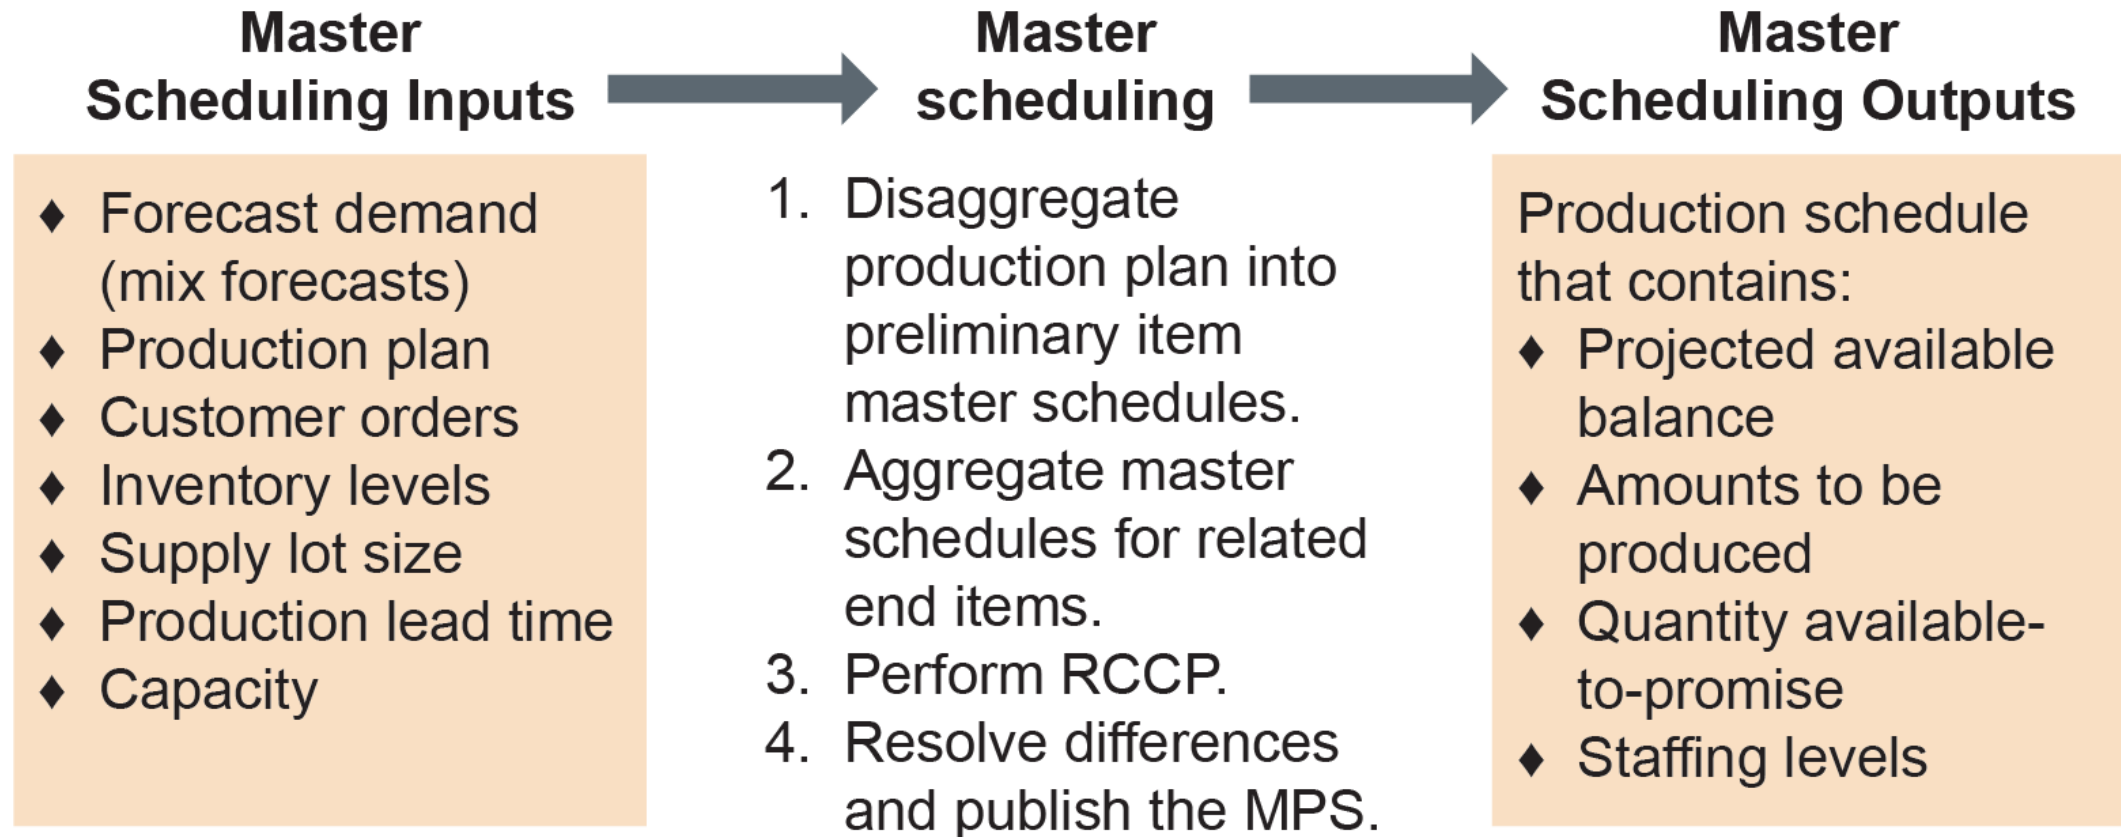 Master
Scheduling Inputs
♦ Forecast demand
(mix forecasts)
♦ Production plan
♦ Customer orders
♦ Inventory levels
♦ Supply lot size
♦ Production lead time
♦ Capacity
Master
scheduling
1. Disaggregate
production plan into
preliminary item
master schedules.
2. Aggregate master
schedules for related
end items.
3. Perform RCCP.
4. Resolve differences
and publish the MPS.
Master
Scheduling Outputs
Production schedule
that contains:
♦ Projected available
balance
♦ Amounts to be
produced
♦ Quantity available-
to-promise
♦ Staffing levels